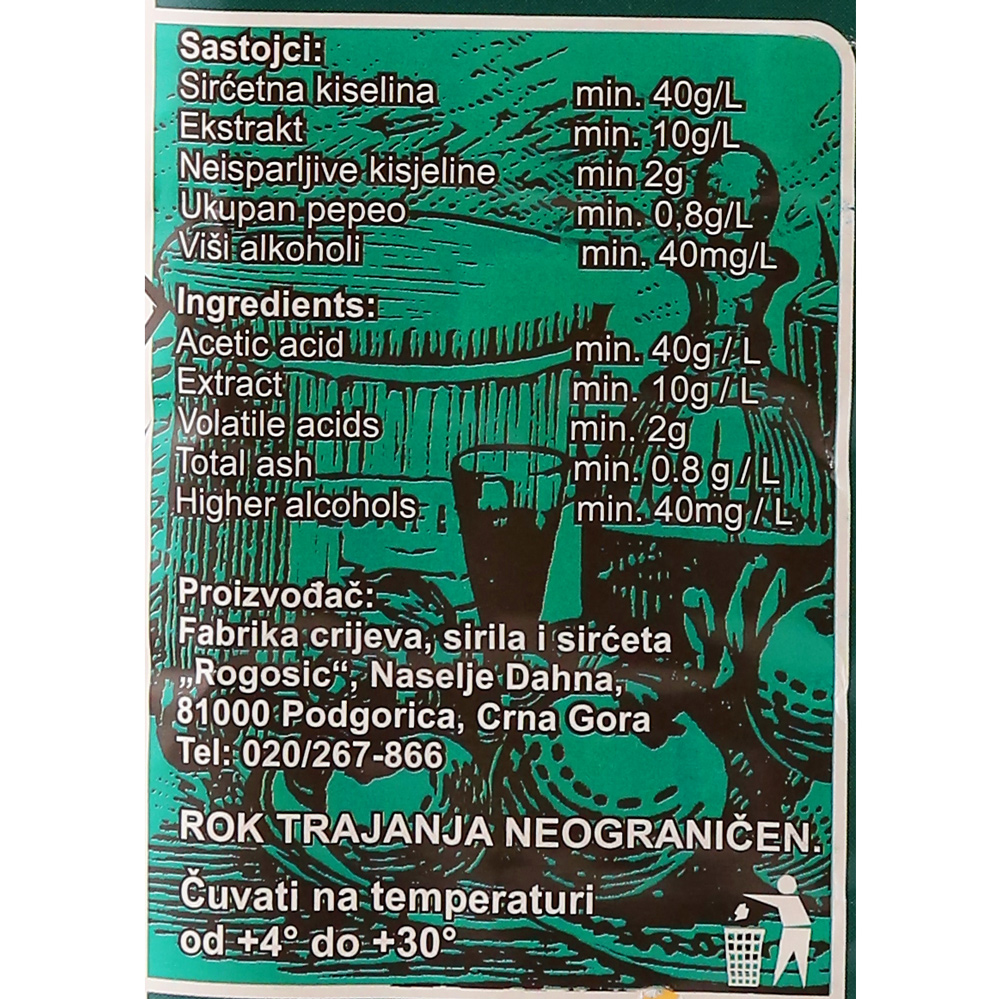 Sastojci:
Sirćetna kiselina min. 40g/L
Ekstrakt min. 10g/L
Neisparljive kisjeline min 2g
Ukupan pepeo min. 0,8g/L
Viši alkoholi min. 40mg/L
Ingredients:
Acetic acid min. 40g / L
Extract min. 10g / L
Volatile acids min. 2g
Total ash min. 0.8 g / L
Higher alcohols min. 40mg / L
Proizvođač:
Fabrika crijeva, sirila i sirćeta
„Rogosic“, Naselje Dahna,
81000 Podgorica, Crna Gora
Tel: 020/267-866
ROK TRAJANJA NEOGRANIČEN.
Čuvati na temperaturi
od +4° do +30°